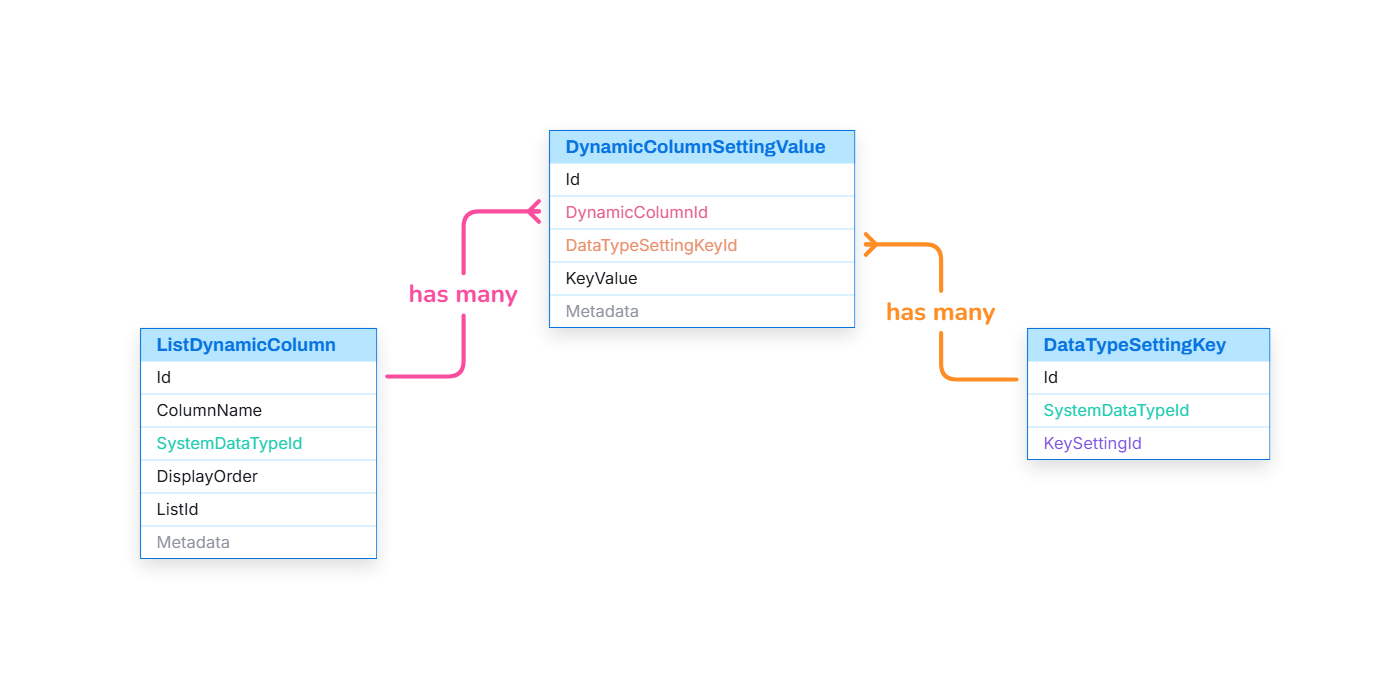 DynamicColumnSettingValue
Id
DynamicColumnId
DataTypeSettingKeyId
KeyValue
Metadata
has many
has many
ListDynamicColumn
Id
ColumnName
SystemDataTypeId
DisplayOrder
ListId
Metadata
DataTypeSettingKey
Id
SystemDataTypeId
KeySettingId